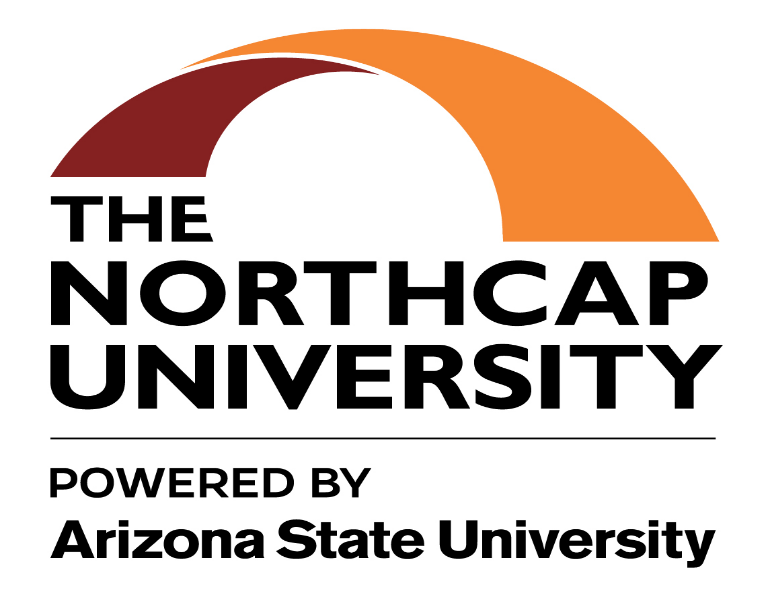 THE
NORTHCAP
UNIVERSITY
POWERED BY
Arizona State University